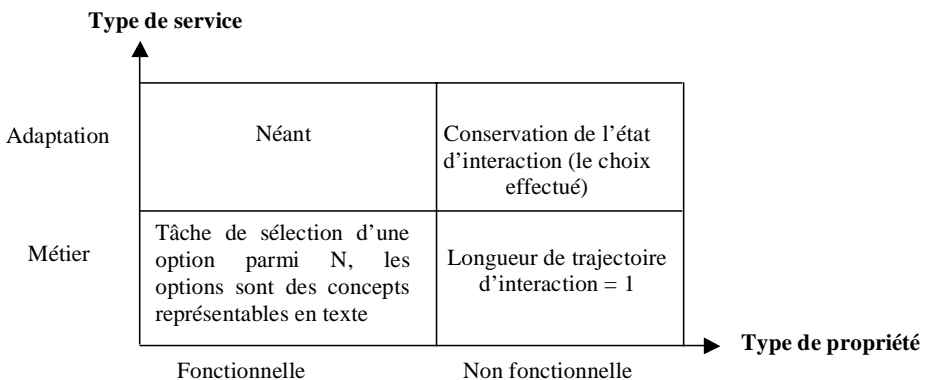 Type de service
Adaptation
Néant
Conservation de l'état
d'interaction (le choix
effectué)
Métier
Tâche de sélection d'une
option parmi N, les
options sont des concepts
représentables en texte
Longueur de trajectoire
d'interaction = 1
Type de propriété
Fonctionnelle
Non fonctionnelle